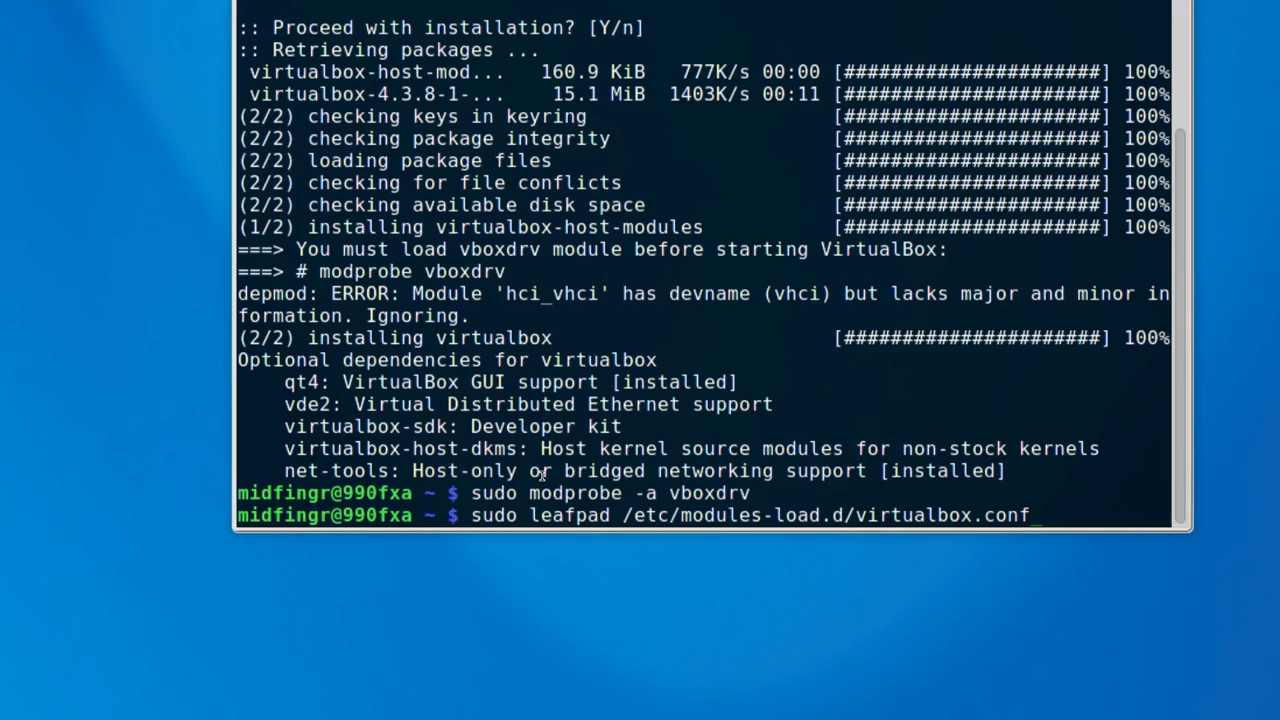 :: Proceed with installation? [Y/n]
:: Retrieving packages ...
virtualbox-host-mod... 160.9 KiB 777K/s 00:00 [######################] 100%
virtualbox-4.3.8-1-... 15.1 MiB 1403K/s 00:11 [######################] 100%
(2/2) checking keys in keyring [######################] 100%
(2/2) checking package integrity [######################] 100%
(2/2) loading package files [######################] 100%
(2/2) checking for file conflicts [######################] 100%
(2/2) checking available disk space [######################] 100%
(1/2) installing virtualbox-host-modules [######################] 100%
===> You must load vboxdrv module before starting VirtualBox:
===> # modprobe vboxdrv
depmod: ERROR: Module 'hci_vhci' has devname (vhci) but lacks major and minor in
formation. Ignoring.
(2/2) installing virtualbox [######################] 100%
Optional dependencies for virtualbox
qt4: VirtualBox GUI support [installed]
vde2: Virtual Distributed Ethernet support
virtualbox-sdk: Developer kit
virtualbox-host-dkms: Host kernel source modules for non-stock kernels
net-tools: Host-only or bridged networking support [installed]
midfingr@990fxa ~ $ sudo modprobe -a vboxdrv
midfingr@990fxa ~ $ sudo leafpad /etc/modules-load.d/virtualbox.conf_